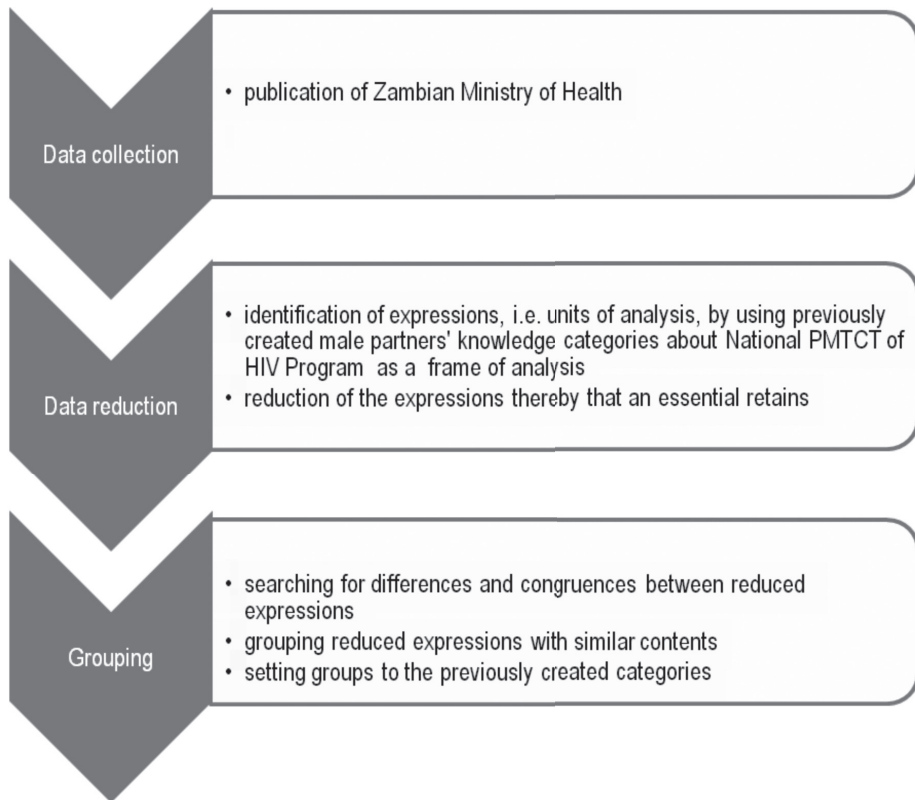 Data collection
• publication of Zambian Ministry of Health
Data reduction
• identification of expressions, i.e. units of analysis, by using previously
created male partners' knowledge categories about National PMTCT of
HIV Program as a frame of analysis
• reduction of the expressions thereby that an essential retains
Grouping
• searching for differences and congruences between reduced
expressions
• grouping reduced expressions with similar contents
• setting groups to the previously created categories